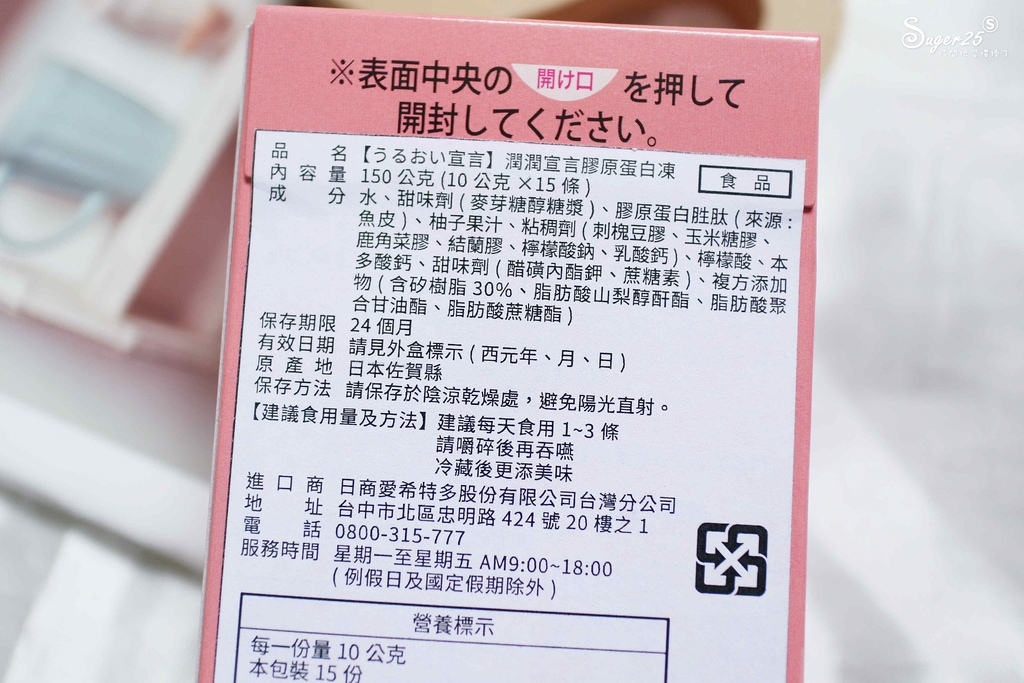 Suger25
※表面中央の 開け口 を押して
開封してください。
品名 【うるおい宣言】潤潤宣言膠原蛋白凍
食品
內容量 150 公克 (10 公克 ×15 條 )
成分 水、甜味劑 ( 麥芽糖醇糖漿 )、膠原蛋白胜肽 ( 來源 :
魚皮 )、柚子果汁、粘稠劑 ( 刺槐豆膠、玉米糖膠、
鹿角菜膠、結蘭膠、檸檬酸鈉、乳酸鈣 )、檸檬酸、本
多酸鈣、甜味劑 ( 醋磺內酯鉀、蔗糖素 )、複方添加
物 ( 含矽樹脂 30%、脂肪酸山梨醇酐酯、脂肪酸聚
合甘油酯、脂肪酸蔗糖酯 )
保存期限 24 個月
有效日期 請見外盒標示 ( 西元年、月、日 )
原產地 日本佐賀縣
保存方法 請保存於陰涼乾燥處，避免陽光直射。
【建議食用量及方法】建議每天食用 1~3 條
請嚼碎後再吞嚥
冷藏後更添美味
進口商 日商愛希特多股份有限公司台灣分公司
地址 台中市北區忠明路 424 號 20 樓之 1
電話 0800-315-777
服務時間 星期一至星期五 AM9:00~18:00
( 例假日及國定假期除外 )
營養標示
每一份量 10 公克
本包裝 15 份